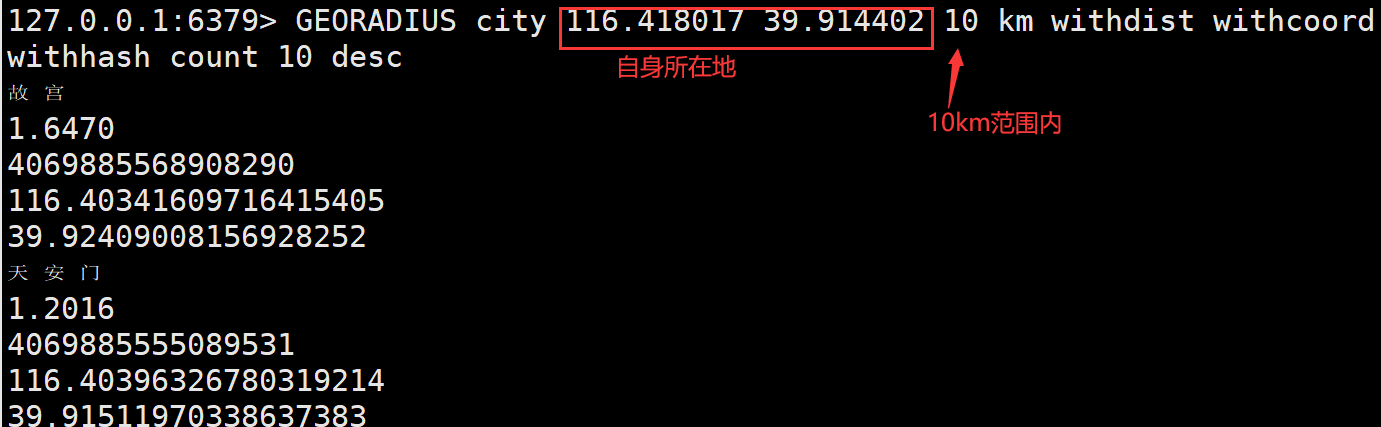 127.0.0.1:6379> GEORADIUS city 116.418017 39.914402 10 km withdist withcoord
withhash count 10 desc
自身所在地
10km范围内
故宫
1.6470
4069885568908290
116.40341609716415405
39.92409008156928252
天安门
1.2016
4069885555089531
116.40396326780319214
39.91511970338637383